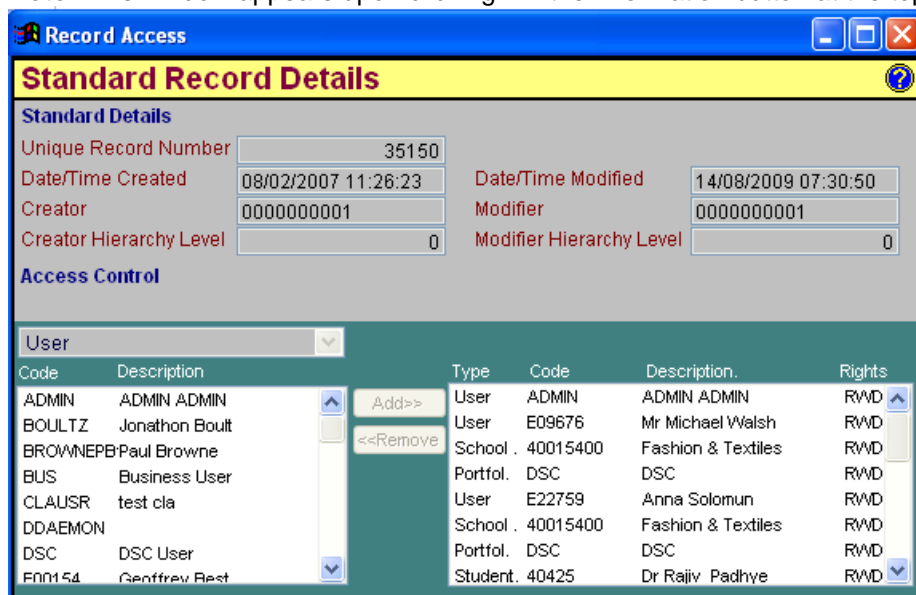 Record Access
Standard Record Details
Standard Details
Unique Record Number 35150
Date/Time Created 08/02/2007 11:26:23 Date/Time Modified 14/08/2009 07:30:50
Creator 0000000001 Modifier 0000000001
Creator Hierarchy Level 0 Modifier Hierarchy Level 0
Access Control
User
Code Description
ADMIN ADMIN ADMIN
BOULTZ Jonathon Boult
BROWNEPB Paul Browne
BUS Business User
CLAUSR test cla
DDAEMON
DSC DSC User
E00154 Geoffrey Best
Add>>
<<Remove
Type Code Description. Rights
User ADMIN ADMIN ADMIN RWD
User E09676 Mr Michael Walsh RWD
School . 40015400 Fashion & Textiles RWD
Portfol. DSC DSC RWD
User E22759 Anna Solomun RWD
School . 40015400 Fashion & Textiles RWD
Portfol. DSC DSC RWD
Student. 40425 Dr Rajiv Padhye RWD